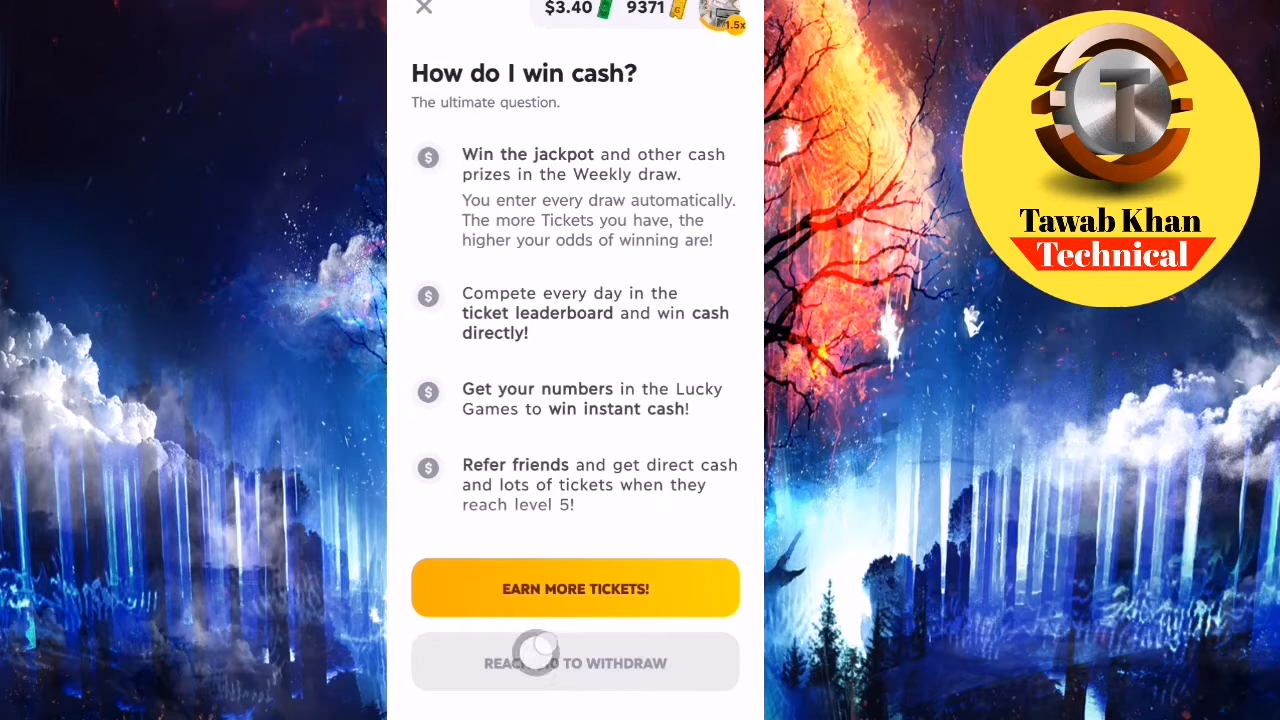 $3.40 9371
1.5x
How do I win cash?
The ultimate question.
Win the jackpot and other cash
prizes in the Weekly draw.
You enter every draw automatically.
The more Tickets you have, the
higher your odds of winning are!
Compete every day in the
ticket leaderboard and win cash
directly!
Get your numbers in the Lucky
Games to win instant cash!
Refer friends and get direct cash
and lots of tickets when they
reach level 5!
EARN MORE TICKETS!
TO WITHDRAW
T
Tawab Khan
Technical